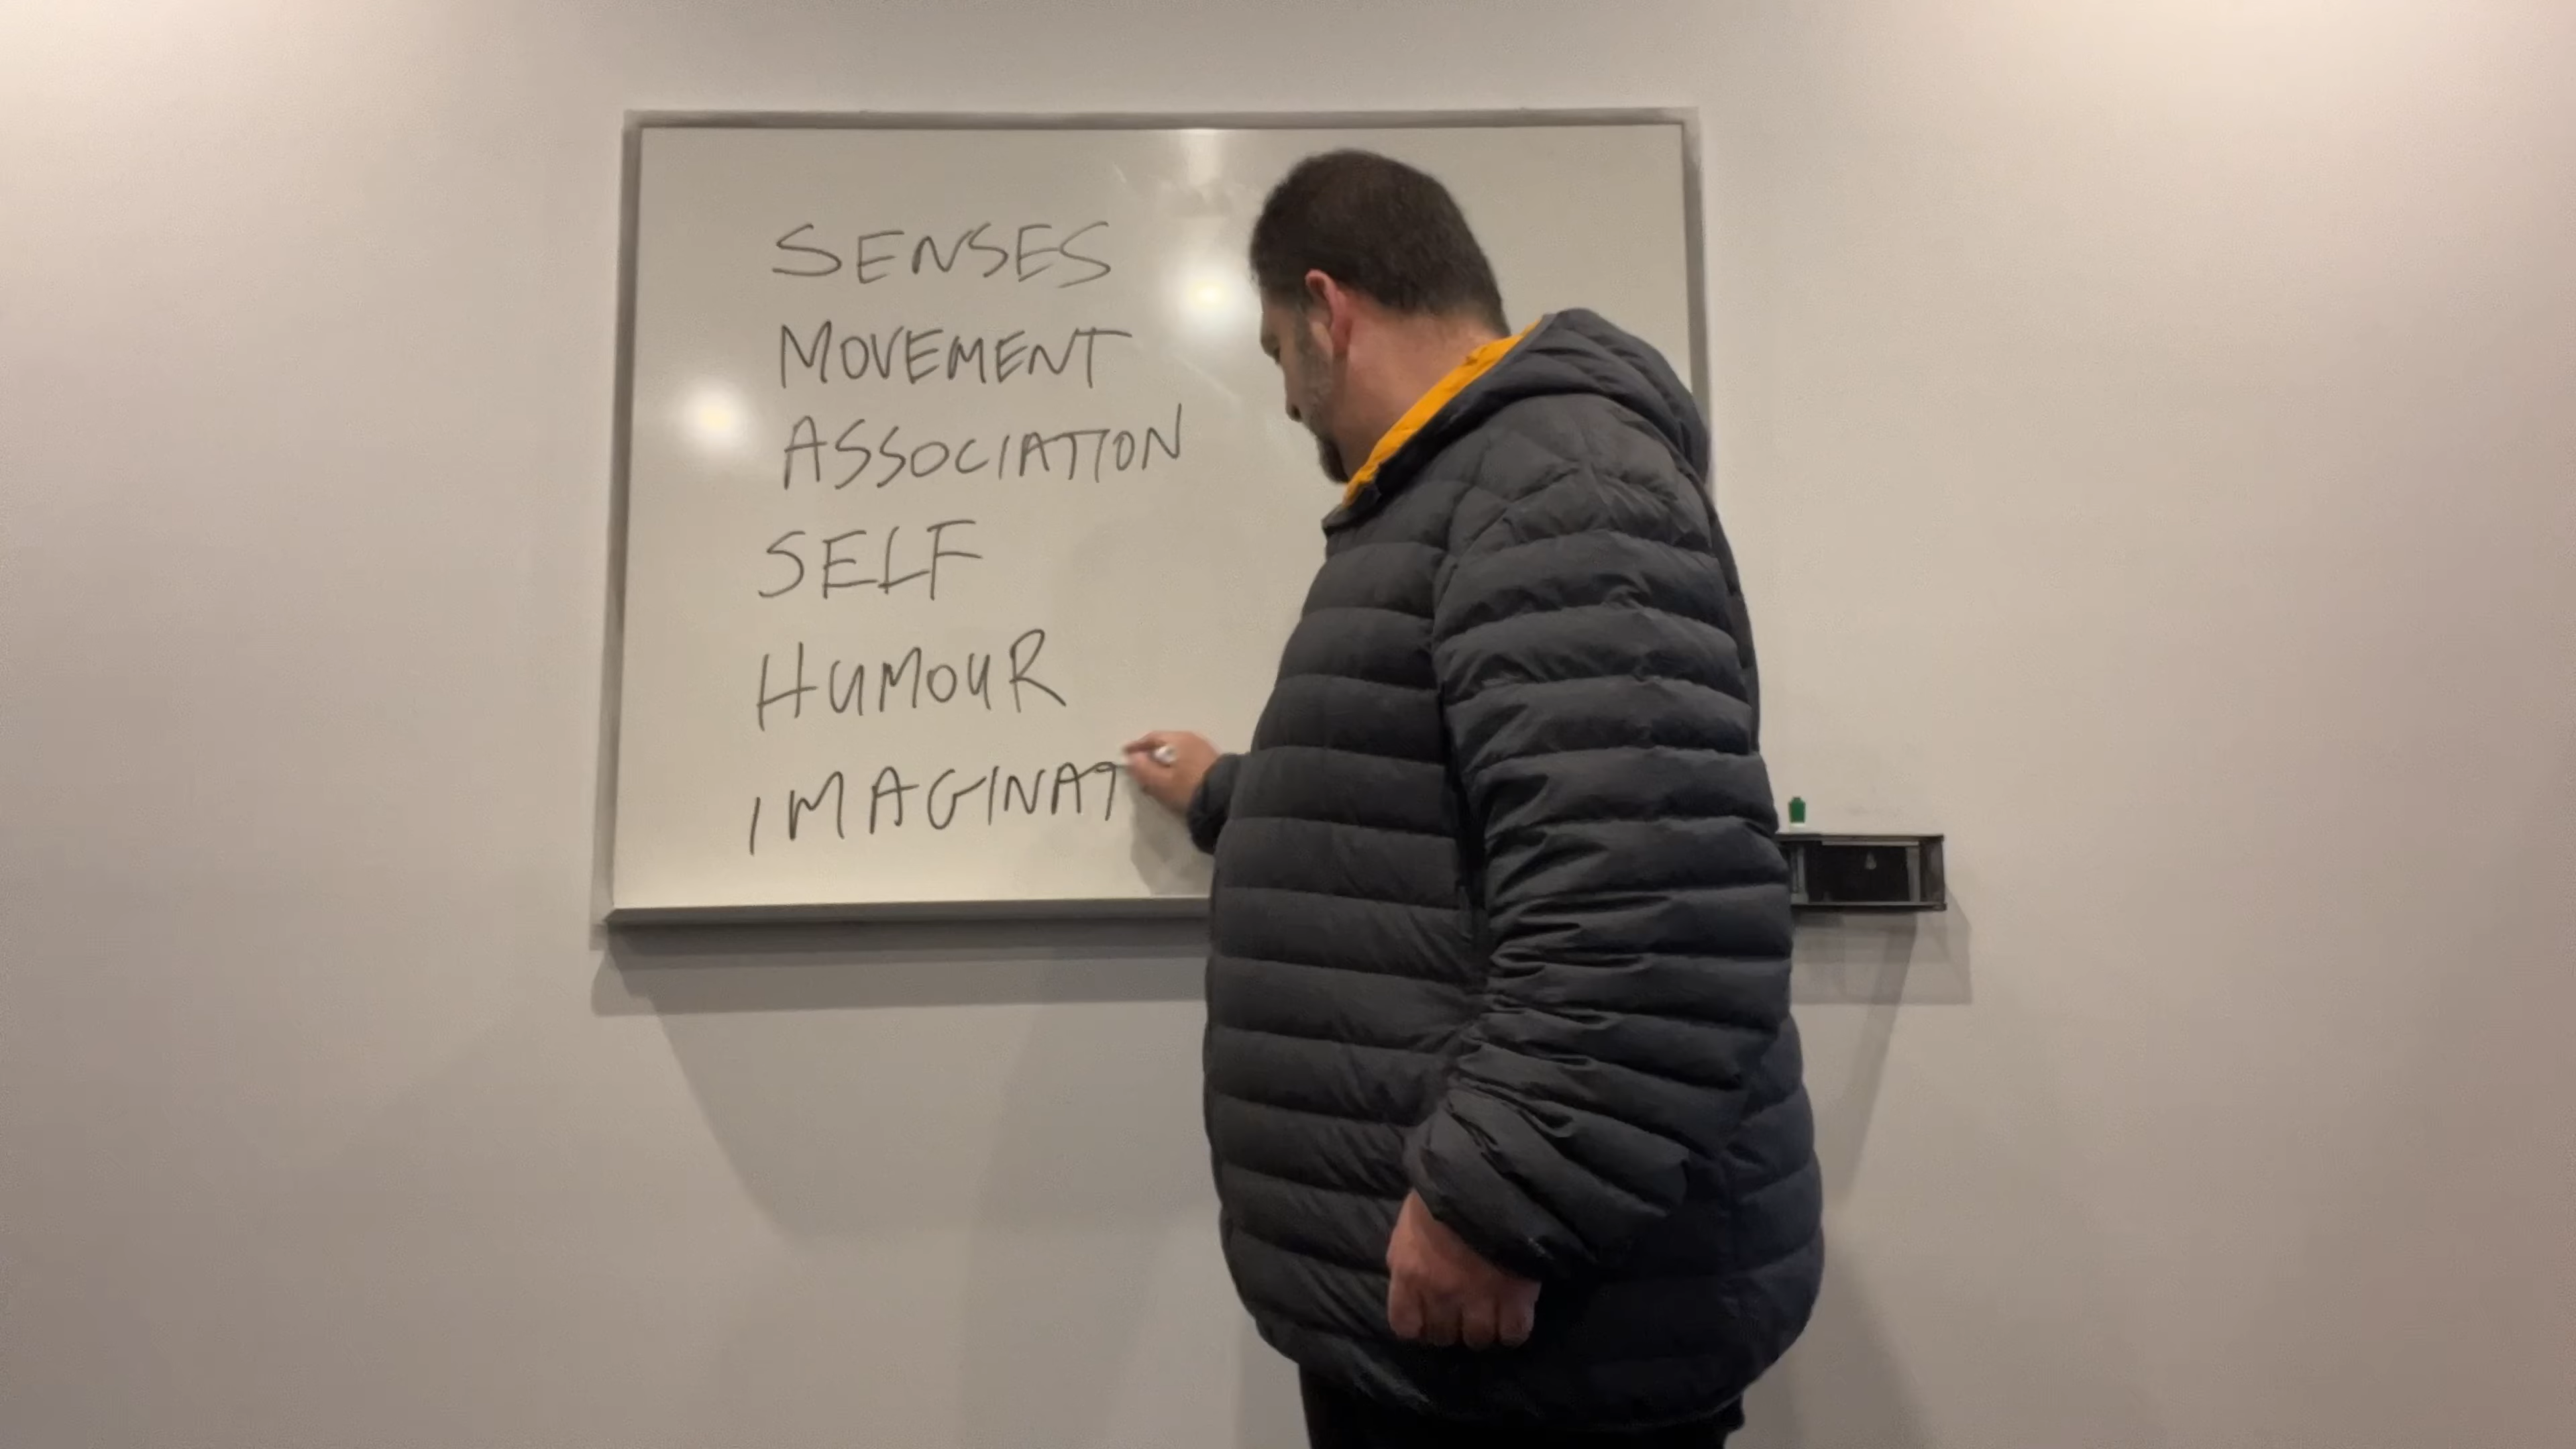 SENSES
MOVEMENT
ASSOCIATION
SELF
HUMOUR
IMAGINAT